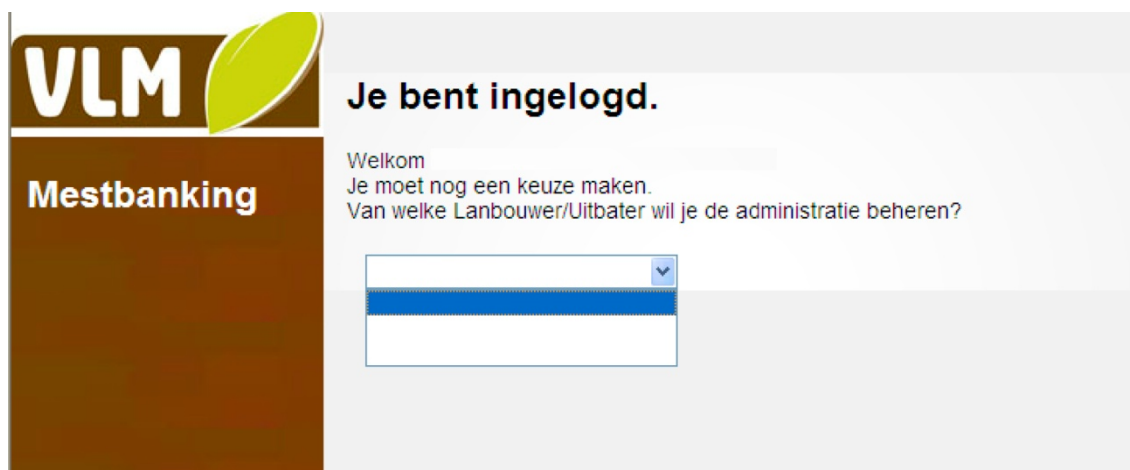 VLM
Mestbanking
Je bent ingelogd.
Welkom
Je moet nog een keuze maken.
Van welke Lanbouwer/Uitbater wil je de administratie beheren?